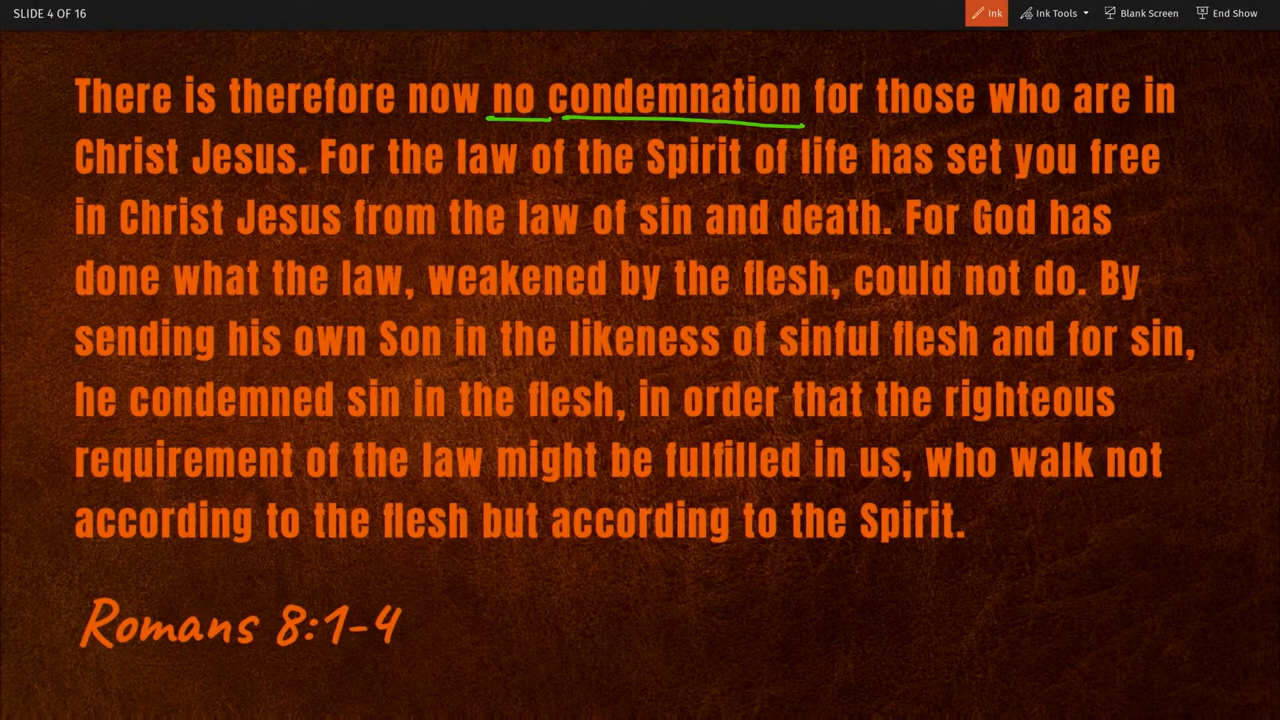 SLIDE 4 OF 16
Ink
Ink Tools
Blank Screen
End Show
There is therefore now no condemnation for those who are in
Christ Jesus. For the law of the Spirit of life has set you free
in Christ Jesus from the law of sin and death. For God has
done what the law, weakened by the flesh, could not do. By
sending his own Son in the likeness of sinful flesh and for sin,
he condemned sin in the flesh, in order that the righteous
requirement of the law might be fulfilled in us, who walk not
according to the flesh but according to the Spirit.
Romans 8:1-4